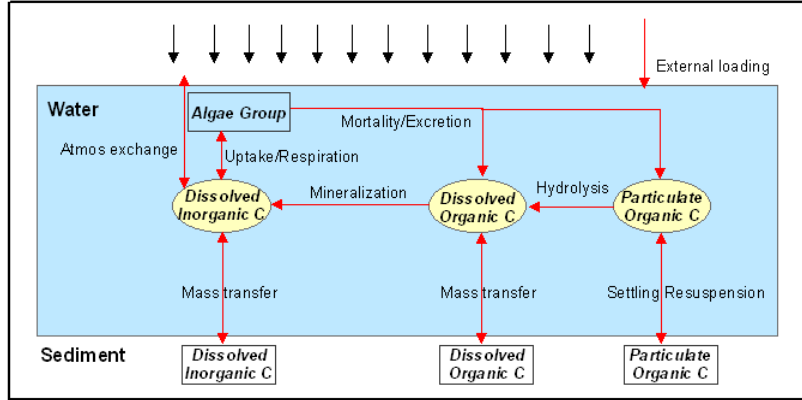 External loading
Water
Algae Group
Mortality/Excretion
Atmos exchange
Uptake/Respiration
Mineralization
Hydrolysis
Dissolved
Inorganic C
Dissolved
Organic C
Particulate
Organic C
Mass transfer
Mass transfer
Settling Resuspension
Sediment
Dissolved
Inorganic C
Dissolved
Organic C
Particulate
Organic C